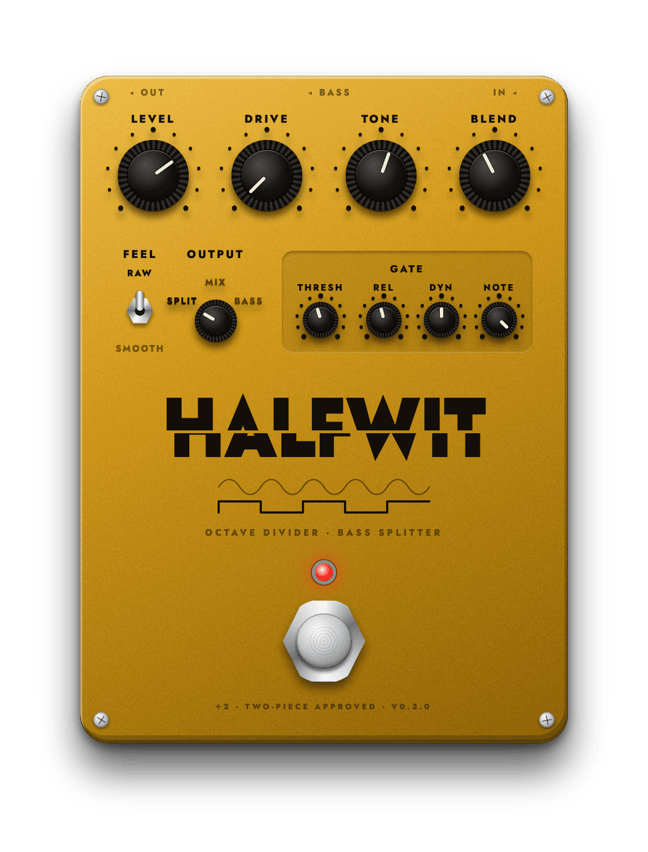 ◂ OUT ◂ BASS IN ◂
LEVEL DRIVE TONE BLEND
FEEL OUTPUT
GATE
RAW
MIX
THRESH REL DYN NOTE
SPLIT BASS
SMOOTH
HALFWIT
OCTAVE DIVIDER · BASS SPLITTER
÷2 · TWO-PIECE APPROVED · V0.3.0